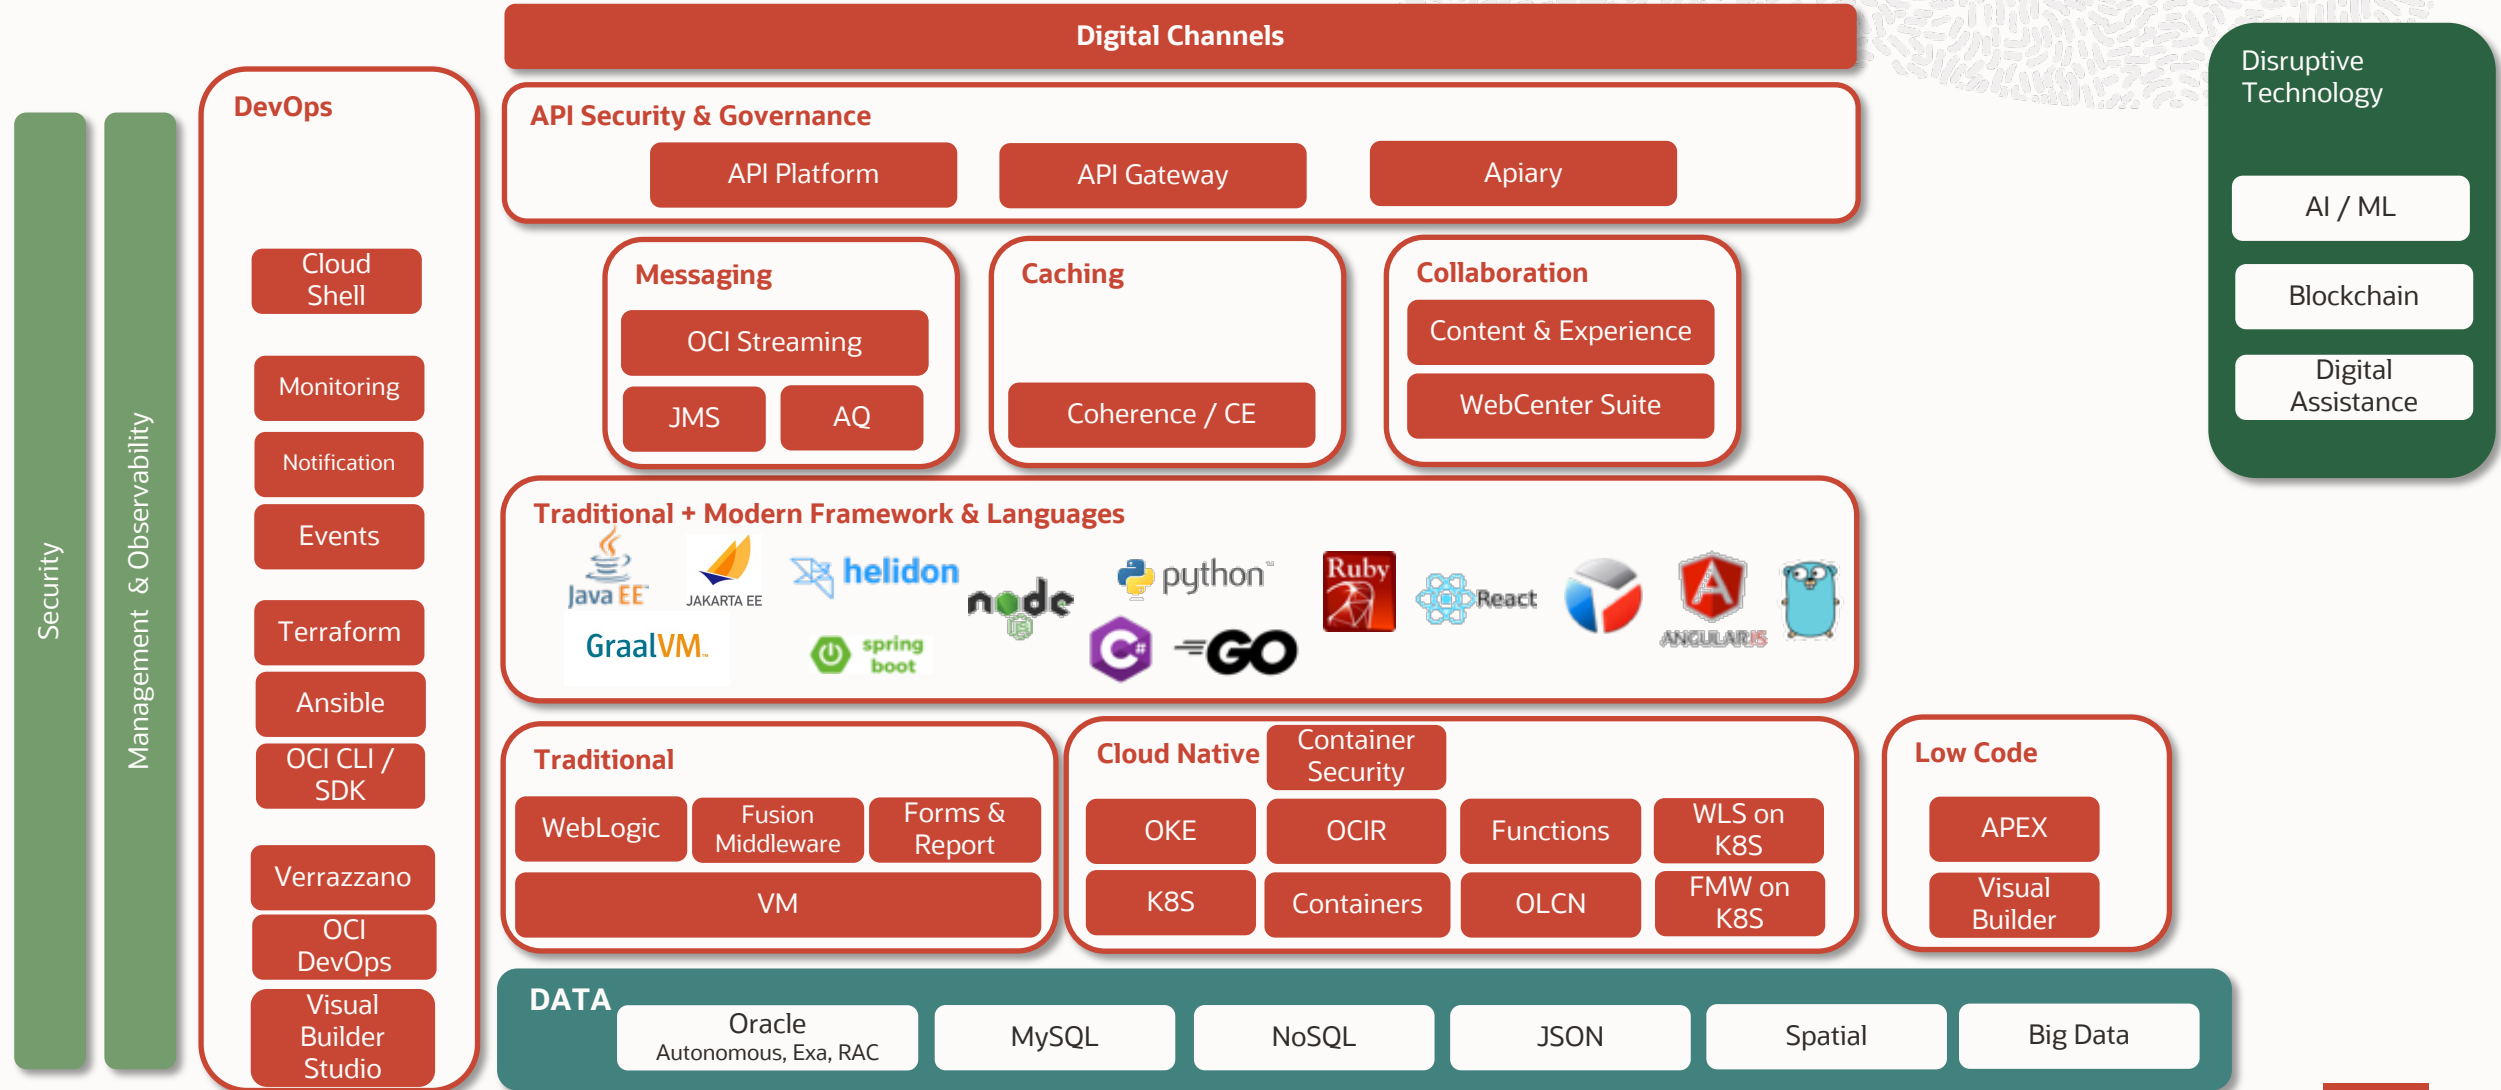 Digital Channels
Security
Management & Observability
DevOps
Cloud
Shell
Monitoring
Notification
Events
Terraform
Ansible
OCI CLI /
SDK
Verrazzano
OCI
DevOps
Visual
Builder
Studio
API Security & Governance
API Platform
API Gateway
Apiary
Messaging
OCI Streaming
JMS
AQ
Caching
Coherence / CE
Collaboration
Content & Experience
WebCenter Suite
Traditional + Modern Framework & Languages
Java EE
JAKARTA EE
helidon
node
python™
Ruby
React
ANGULARJS
GraalVM™
spring
boot
C#
GO
Traditional
WebLogic
Fusion
Middleware
Forms &
Report
VM
Cloud Native
Container
Security
OKE
OCIR
Functions
WLS on
K8S
K8S
Containers
OLCN
FMW on
K8S
Low Code
APEX
Visual
Builder
DATA
Oracle
Autonomous, Exa, RAC
MySQL
NoSQL
JSON
Spatial
Big Data
Disruptive
Technology
AI / ML
Blockchain
Digital
Assistance